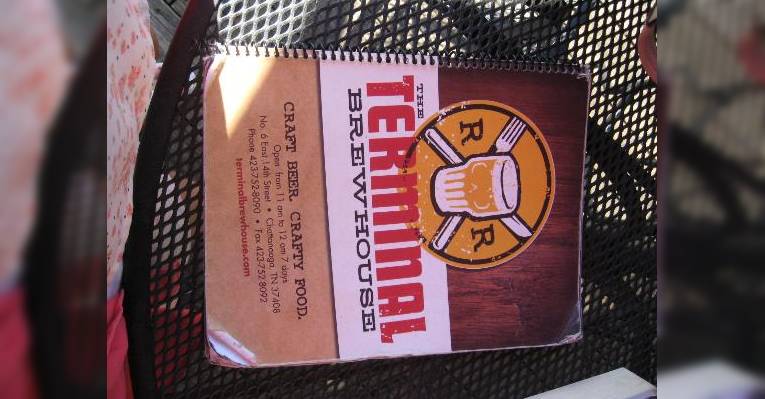 R
R
THE
TERMINAL
BREWHOUSE
CRAFT BEER. CRAFTY FOOD.
Open from 11 am to 12 am 7 days
No. 6 East 14th Street • Chattanooga, TN 37408
Phone 423-752-8090 • Fax 423-752-8092
terminalbrewhouse.com